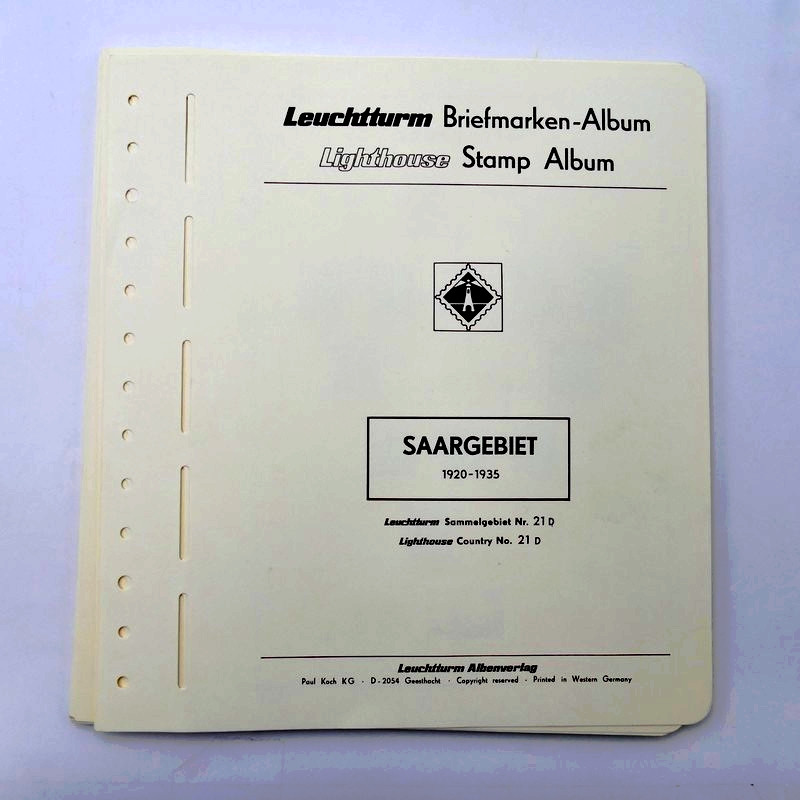 Leuchtturm Briefmarken-Album
Lighthouse Stamp Album
SAARGEBIET
1920-1935
Leuchtturm Sammelgebiet Nr. 21 D
Lighthouse Country No. 21 D
Leuchtturm Albenverlag
Paul Koch KG · D-2054 Geesthacht · Copyright reserved · Printed in Western Germany